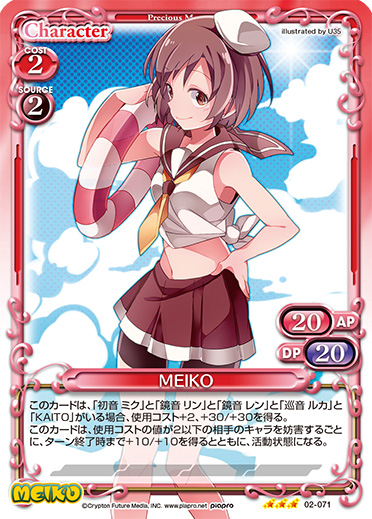 Precious M
Character
illustrated by U35
COST
2
SOURCE
2
20 AP
DP 20
MEIKO
このカードは、「初音 ミク」と「鏡音 リン」と「鏡音 レン」と「巡音 ルカ」と
「KAITO」がいる場合、使用コスト+2、+30/+30を得る。
このカードは、使用コストの値が2以下の相手のキャラを妨害するごと
に、ターン終了時まで+10/+10を得るとともに、活動状態になる。
MEIKO
©Crypton Future Media, INC. www.piapro.net piapro
02-071